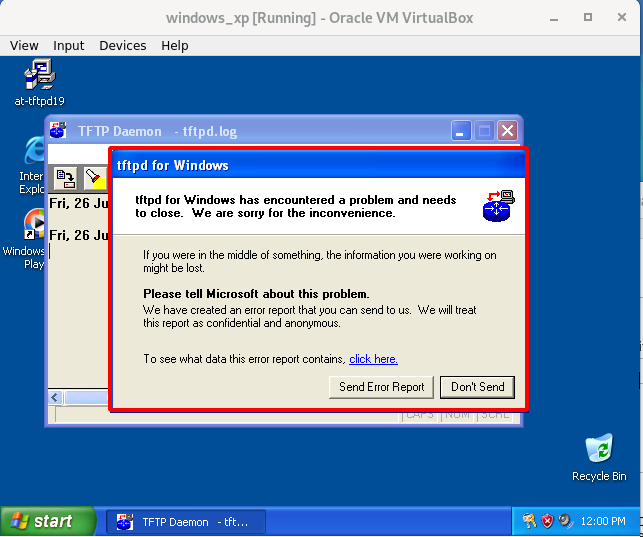 windows_xp [Running] - Oracle VM VirtualBox
View Input Devices Help
at-tftpd19
TFTP Daemon - tftpd.log
Inter
Explo
Windows
Play
Fri, 26 Ju
Fri, 26 Ju
tftpd for Windows
tftpd for Windows has encountered a problem and needs
to close. We are sorry for the inconvenience.
If you were in the middle of something, the information you were working on
might be lost.
Please tell Microsoft about this problem.
We have created an error report that you can send to us. We will treat
this report as confidential and anonymous.
To see what data this error report contains, click here.
Send Error Report Don't Send
CAPS NUM SCRL
Recycle Bin
start TFTP Daemon - tft... 12:00 PM